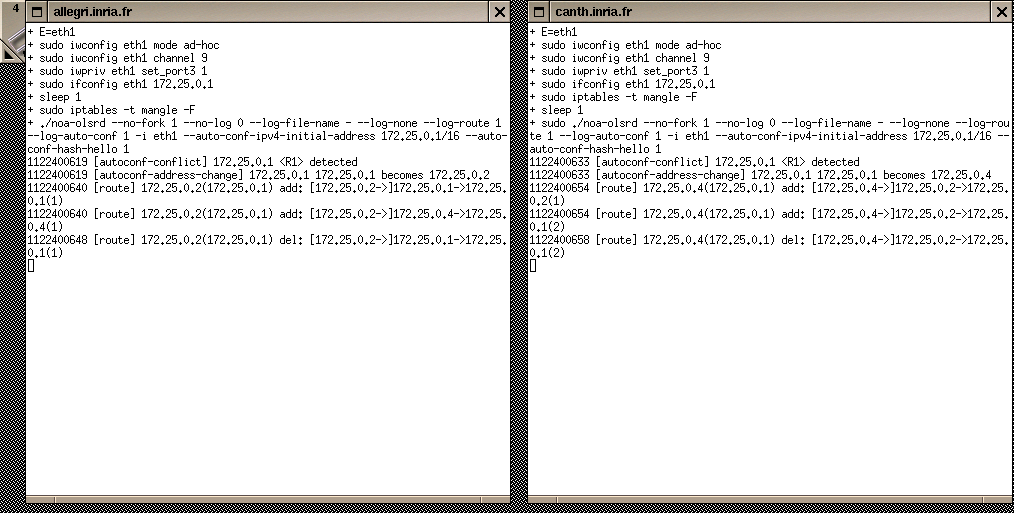 4
allegri.inria.fr
+ E=eth1
+ sudo iwconfig eth1 mode ad-hoc
+ sudo iwconfig eth1 channel 9
+ sudo iwpriv eth1 set_port3 1
+ sudo ifconfig eth1 172.25.0.1
+ sleep 1
+ sudo iptables -t mangle -F
+ ./noa-olsrd --no-fork 1 --no-log 0 --log-file-name - --log-none --log-route 1
--log-auto-conf 1 -i eth1 --auto-conf-ipv4-initial-address 172.25.0.1/16 --auto-
conf-hash-hello 1
1122400619 [autoconf-conflict] 172.25.0.1 <R1> detected
1122400619 [autoconf-address-change] 172.25.0.1 172.25.0.1 becomes 172.25.0.2
1122400640 [route] 172.25.0.2(172.25.0.1) add: [172.25.0.2->]172.25.0.1->172.25.
0.1(1)
1122400640 [route] 172.25.0.2(172.25.0.1) add: [172.25.0.2->]172.25.0.4->172.25.
0.4(1)
1122400648 [route] 172.25.0.2(172.25.0.1) del: [172.25.0.2->]172.25.0.1->172.25.
0.1(1)
canth.inria.fr
+ E=eth1
+ sudo iwconfig eth1 mode ad-hoc
+ sudo iwconfig eth1 channel 9
+ sudo iwpriv eth1 set_port3 1
+ sudo ifconfig eth1 172.25.0.1
+ sudo iptables -t mangle -F
+ sleep 1
+ sudo ./noa-olsrd --no-fork 1 --no-log 0 --log-file-name - --log-none --log-rou
te 1 --log-auto-conf 1 -i eth1 --auto-conf-ipv4-initial-address 172.25.0.1/16 --
auto-conf-hash-hello 1
1122400633 [autoconf-conflict] 172.25.0.1 <R1> detected
1122400633 [autoconf-address-change] 172.25.0.1 172.25.0.1 becomes 172.25.0.4
1122400654 [route] 172.25.0.4(172.25.0.1) add: [172.25.0.4->]172.25.0.2->172.25.
0.2(1)
1122400654 [route] 172.25.0.4(172.25.0.1) add: [172.25.0.4->]172.25.0.2->172.25.
0.1(2)
1122400658 [route] 172.25.0.4(172.25.0.1) del: [172.25.0.4->]172.25.0.2->172.25.
0.1(2)